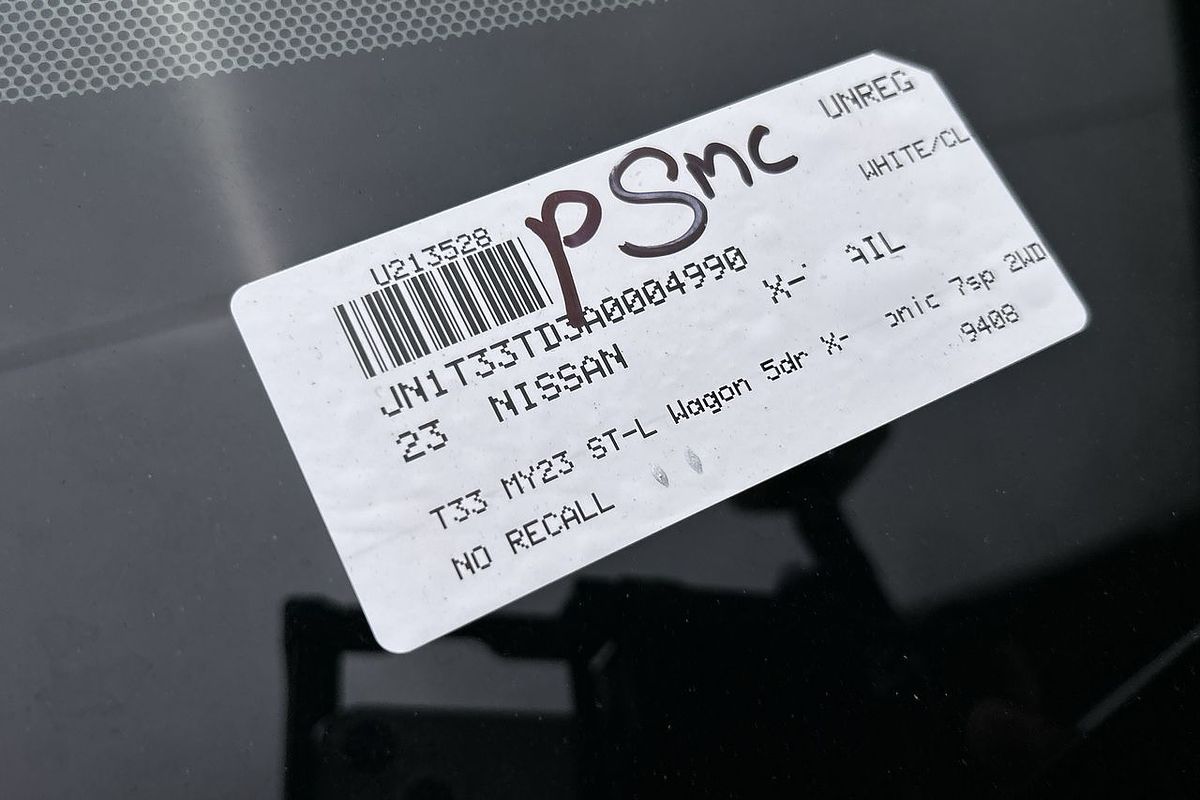 UNREG
PSmc
WHITE/CL
U213528
JN1T33TD3A0004990
23 NISSAN
T33 MY23 ST-L Wagon 5dr 7sp 2WD
NO RECALL 9408